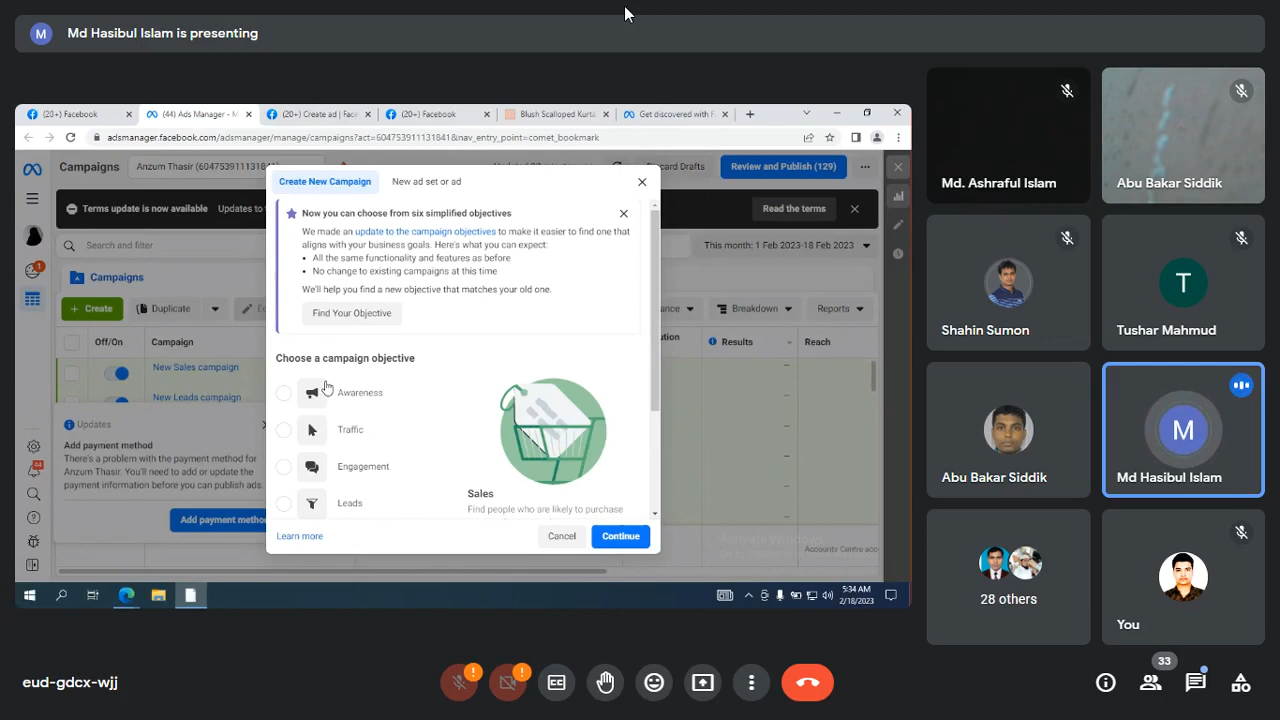 Md Hasibul Islam is presenting
M
(20+) Facebook
(44) Ads Manager - M
(20+) Create ad | Face
(20+) Facebook
Blush Scalloped Kurta
Get discovered with F
adsmanager.facebook.com/adsmanager/manage/campaigns?act=604753911131841&nav_entry_point=comet_bookmark
Campaigns
Anzum Thasir (6047539111318
Discard Drafts
Review and Publish (129)
Create New Campaign
New ad set or ad
Terms update is now available
Updates to
Read the terms
Now you can choose from six simplified objectives
We made an update to the campaign objectives to make it easier to find one that
aligns with your business goals. Here's what you can expect:
• All the same functionality and features as before
• No change to existing campaigns at this time
We'll help you find a new objective that matches your old one.
Find Your Objective
Search and filter
This month: 1 Feb 2023-18 Feb 2023
Campaigns
+ Create
Duplicate
Breakdown
Reports
Off/On
Campaign
Results
Reach
New Sales campaign
New Leads campaign
Choose a campaign objective
Awareness
Traffic
Engagement
Leads
Sales
Find people who are likely to purchase
Learn more
Cancel
Continue
Updates
Add payment method
There's a problem with the payment method for
Anzum Thasir. You'll need to add or update the
payment information before you can publish ads.
Add payment metho
1
44
Activate Windows
Accounts Centre acc
5:34 AM
2/18/2023
Md. Ashraful Islam
Abu Bakar Siddik
Shahin Sumon
T
Tushar Mahmud
Abu Bakar Siddik
M
Md Hasibul Islam
28 others
You
eud-gdcx-wjj
33